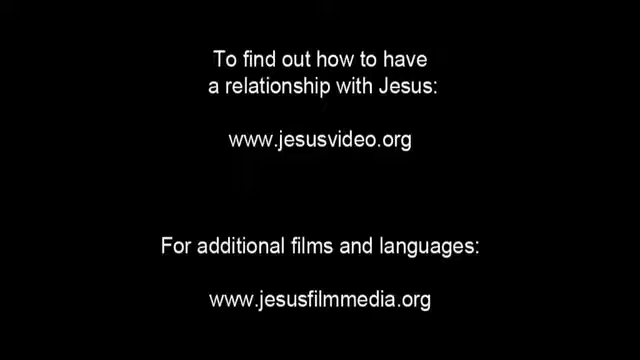 To find out how to have
a relationship with Jesus:
www.jesusvideo.org
For additional films and languages:
www.jesusfilmmedia.org